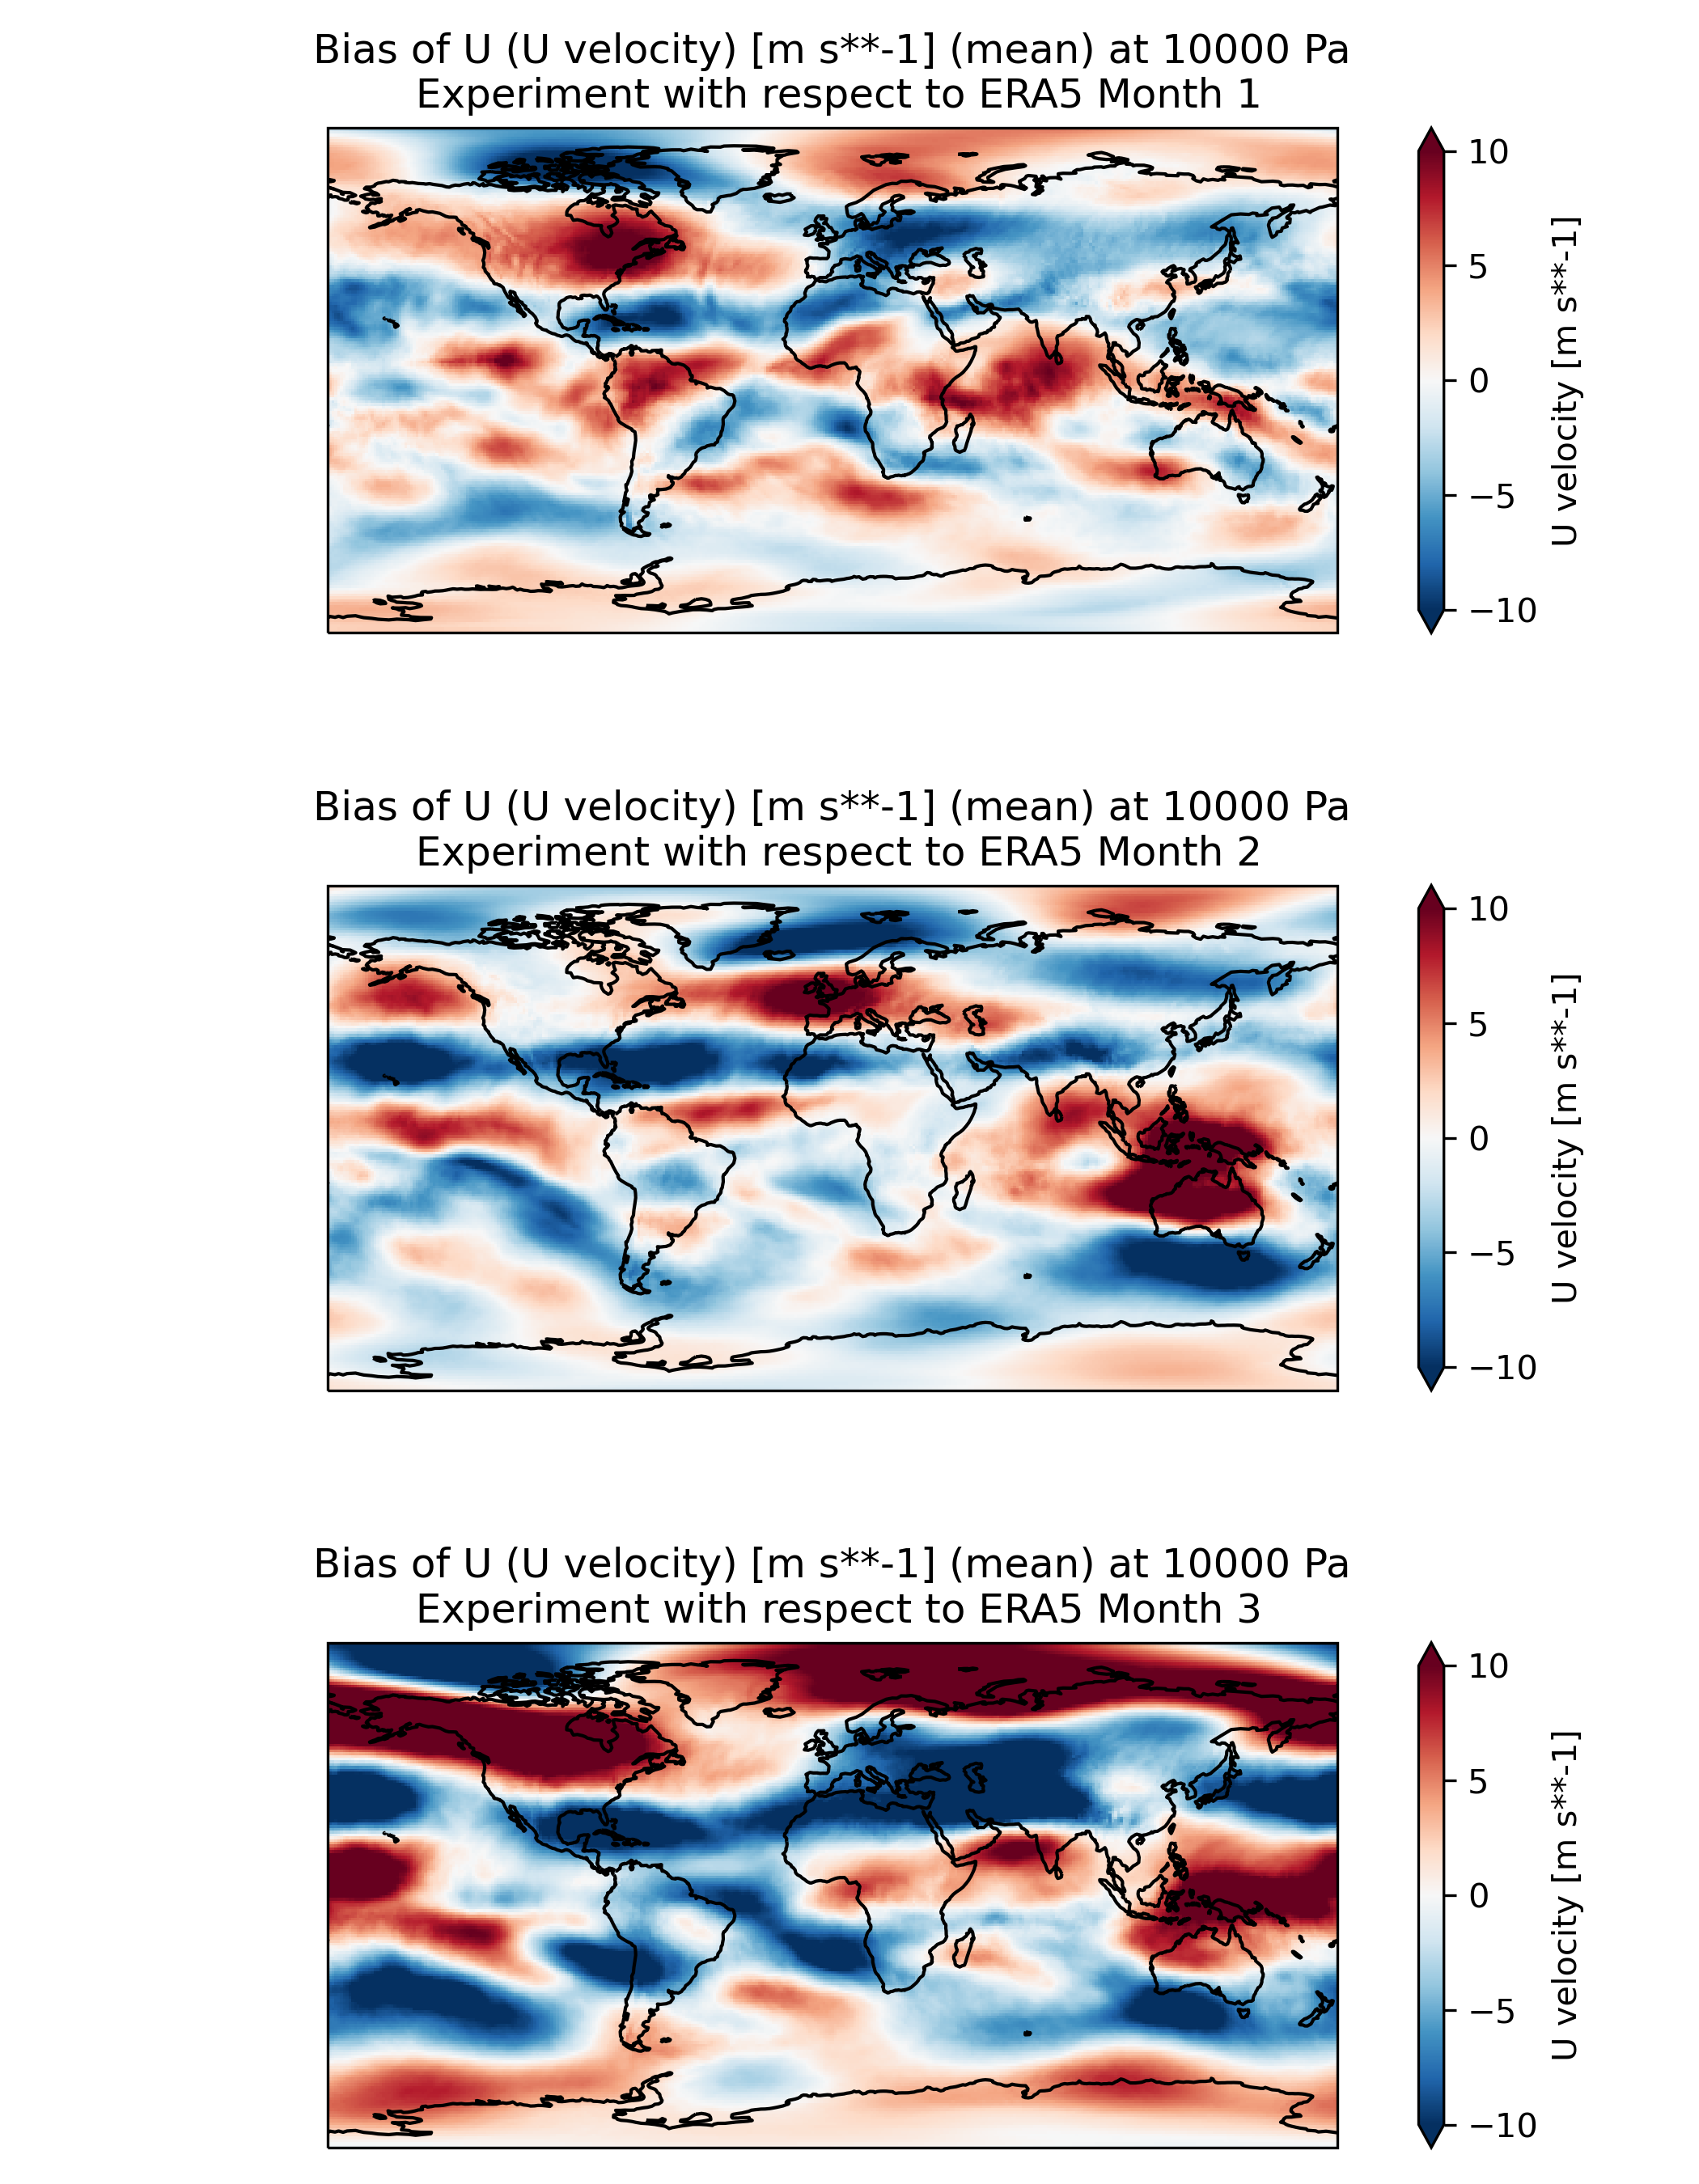 Bias of U (U velocity) [m s**-1] (mean) at 10000 Pa
Experiment with respect to ERA5 Month 1
10
5
0
−5
−10
U velocity [m s**-1]
Bias of U (U velocity) [m s**-1] (mean) at 10000 Pa
Experiment with respect to ERA5 Month 2
10
5
0
−5
−10
U velocity [m s**-1]
Bias of U (U velocity) [m s**-1] (mean) at 10000 Pa
Experiment with respect to ERA5 Month 3
10
5
0
−5
−10
U velocity [m s**-1]